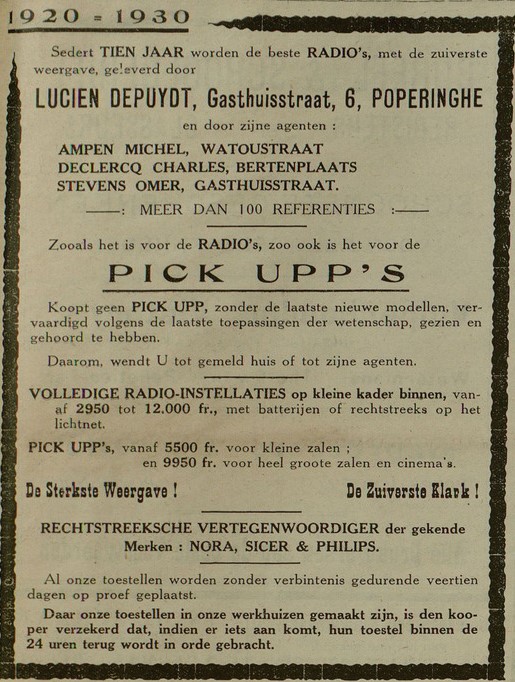 1920 = 1930
Sedert TIEN JAAR worden de beste RADIO's, met de zuiverste
weergave, geleverd door
LUCIEN DEPUYDT, Gasthuisstraat, 6, POPERINGHE
en door zijne agenten :
AMPEN MICHEL, WATOUSTRAAT
DECLERCQ CHARLES, BERTENPLAATS
STEVENS OMER, GASTHUISSTRAAT.
——: MEER DAN 100 REFERENTIES :——
Zooals het is voor de RADIO's, zoo ook is het voor de
PICK UPP'S
Koopt geen PICK UPP, zonder de laatste nieuwe modellen, ver-
vaardigd volgens de laatste toepassingen der wetenschap, gezien en
gehoord te hebben.
Daarom, wendt U tot gemeld huis of tot zijne agenten.
VOLLEDIGE RADIO-INSTELLATIES op kleine kader binnen, van-
af 2950 tot 12.000 fr., met batterijen of rechtstreeks op het
lichtnet.
PICK UPP's, vanaf 5500 fr. voor kleine zalen ;
en 9950 fr. voor heel groote zalen en cinema's.
De Sterkste Weergave ! De Zuiverste Klank !
RECHTSTREEKSCHE VERTEGENWOORDIGER der gekende
Merken : NORA, SICER & PHILIPS.
Al onze toestellen worden zonder verbintenis gedurende veertien
dagen op proef geplaatst.
Daar onze toestellen in onze werkhuizen gemaakt zijn, is den koo-
per verzekerd dat, indien er iets aan komt, hun toestel binnen de
24 uren terug wordt in orde gebracht.